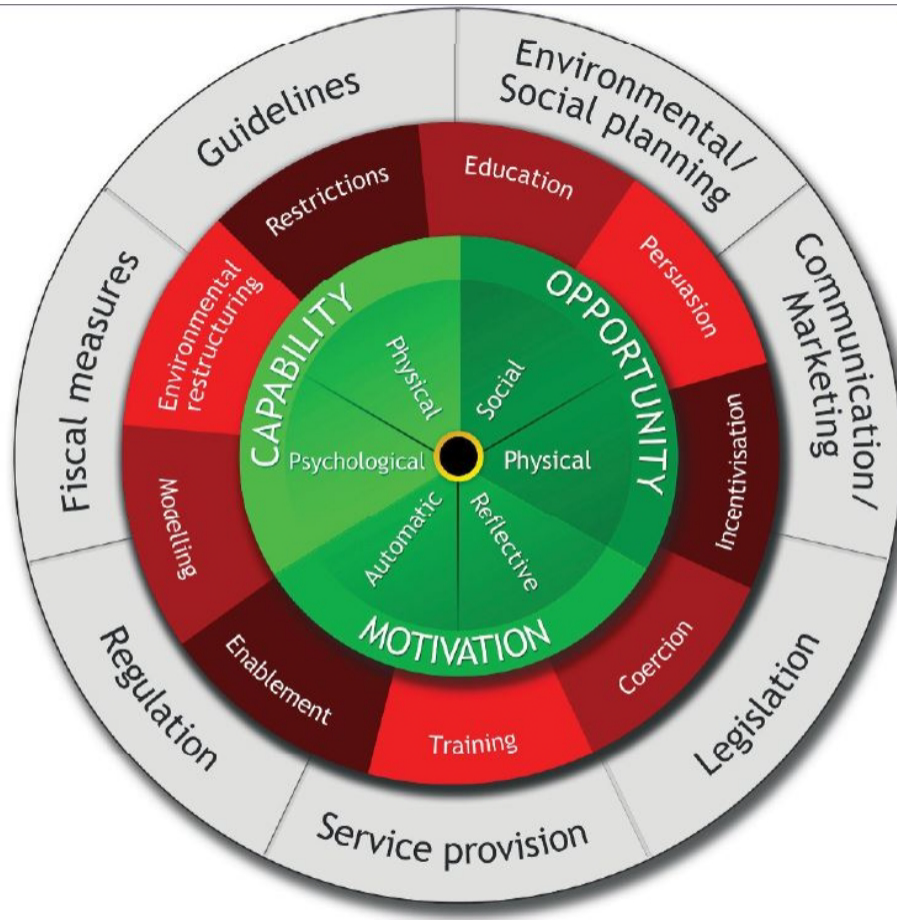 Environmental/
Social planning
Communication/
Marketing
Legislation
Service provision
Regulation
Fiscal measures
Guidelines
Education
Persuasion
Incentivisation
Coercion
Training
Enablement
Modelling
Environmental
restructuring
Restrictions
CAPABILITY
Physical
Psychological
OPPORTUNITY
Social
Physical
MOTIVATION
Automatic
Reflective